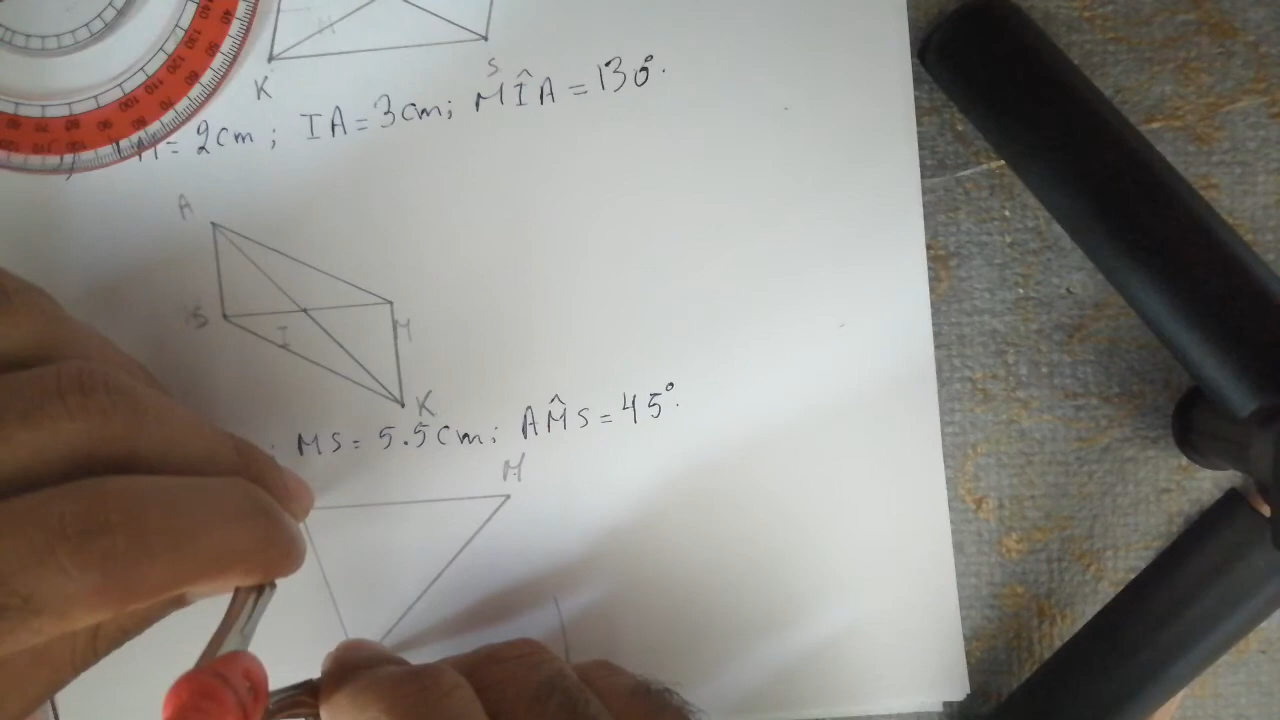 K
S
= 2cm ; IA = 3cm; MÎA = 130°.
A
S
I
M
K
MS = 5.5cm; AM̂S = 45°.
M